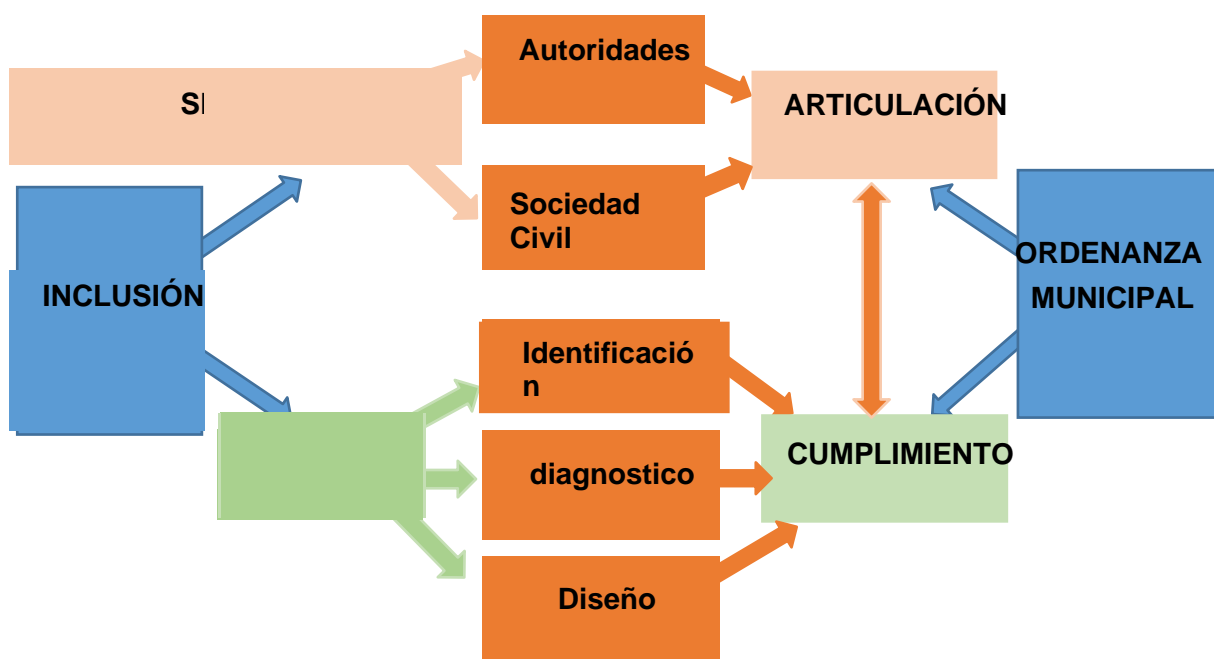 Autoridades
ARTICULACIÓN
Sociedad
Civil
INCLUSIÓN
ORDENANZA
MUNICIPAL
Identificació
n
CUMPLIMIENTO
diagnostico
Diseño